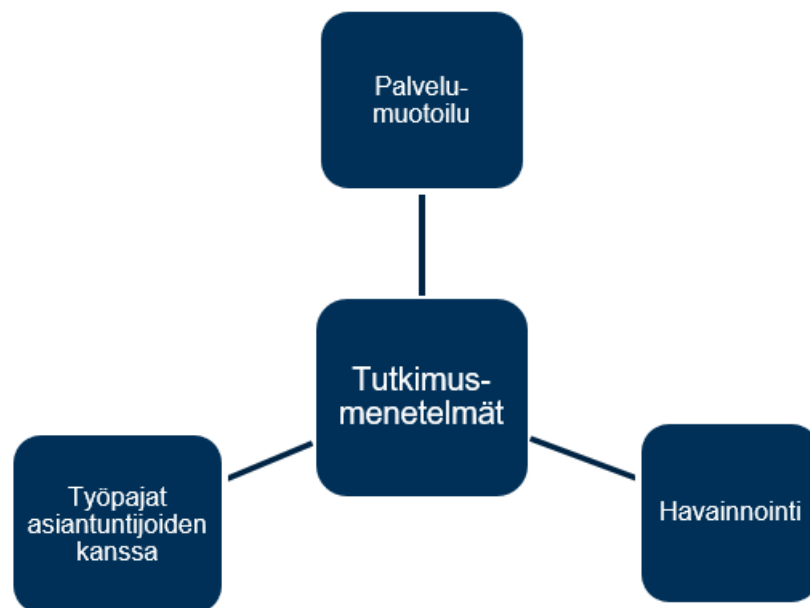 Palvelu-
muotoilu
Tutkimus-
menetelmät
Työpajat
asiantuntijoiden
kanssa
Havainnointi